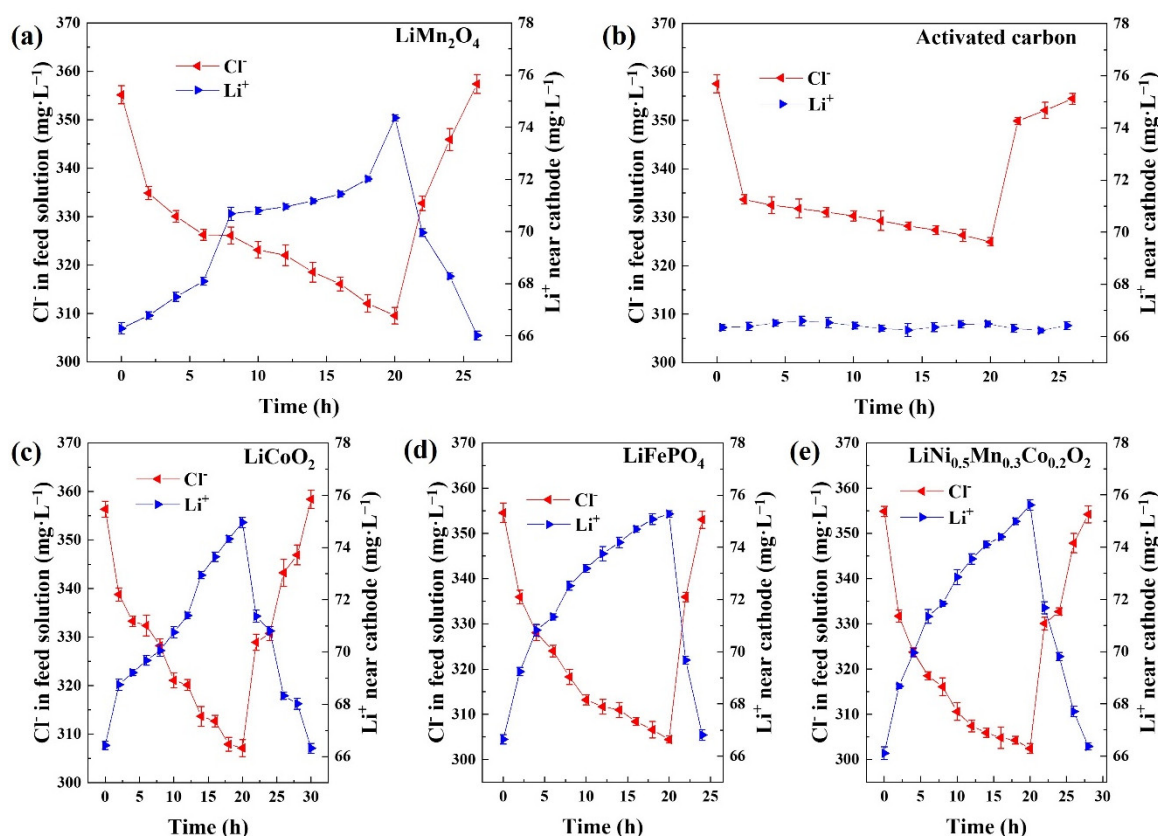 (a)
LiMn₂O₄
Cl⁻
Li⁺
Cl⁻ in feed solution (mg·L⁻¹)
370
360
350
340
330
320
310
300
78
76
74
72
70
68
66
Li⁺ near cathode (mg·L⁻¹)
0 5 10 15 20 25
Time (h)
(b)
Activated carbon
Cl⁻
Li⁺
Cl⁻ in feed solution (mg·L⁻¹)
370
360
350
340
330
320
310
300
78
76
74
72
70
68
66
Li⁺ near cathode (mg·L⁻¹)
0 5 10 15 20 25
Time (h)
(c)
LiCoO₂
Cl⁻
Li⁺
Cl⁻ in feed solution (mg·L⁻¹)
370
360
350
340
330
320
310
300
290
78
76
74
72
70
68
66
Li⁺ near cathode (mg·L⁻¹)
0 5 10 15 20 25 30
Time (h)
(d)
LiFePO₄
Cl⁻
Li⁺
Cl⁻ in feed solution (mg·L⁻¹)
370
360
350
340
330
320
310
300
290
78
76
74
72
70
68
66
Li⁺ near cathode (mg·L⁻¹)
0 5 10 15 20 25
Time (h)
(e)
LiNi₀.₅Mn₀.₃Co₀.₂O₂
Cl⁻
Li⁺
Cl⁻ in feed solution (mg·L⁻¹)
370
360
350
340
330
320
310
300
290
78
76
74
72
70
68
66
Li⁺ near cathode (mg·L⁻¹)
0 5 10 15 20 25 30
Time (h)